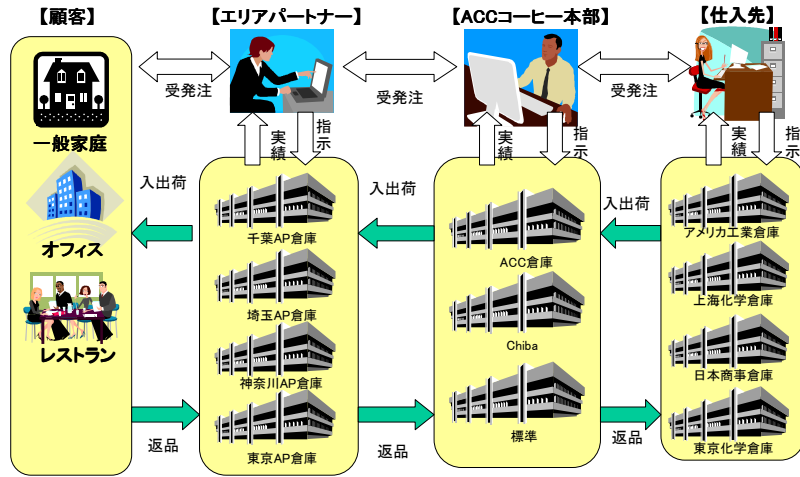 【顧客】
【エリアパートナー】
【ACCコーヒー本部】
【仕入先】
受発注
受発注
受発注
一般家庭
オフィス
レストラン
実績
指示
実績
指示
実績
指示
入出荷
入出荷
入出荷
千葉AP倉庫
埼玉AP倉庫
神奈川AP倉庫
東京AP倉庫
ACC倉庫
Chiba
標準
アメリカ工業倉庫
上海化学倉庫
日本商事倉庫
東京化学倉庫
返品
返品
返品